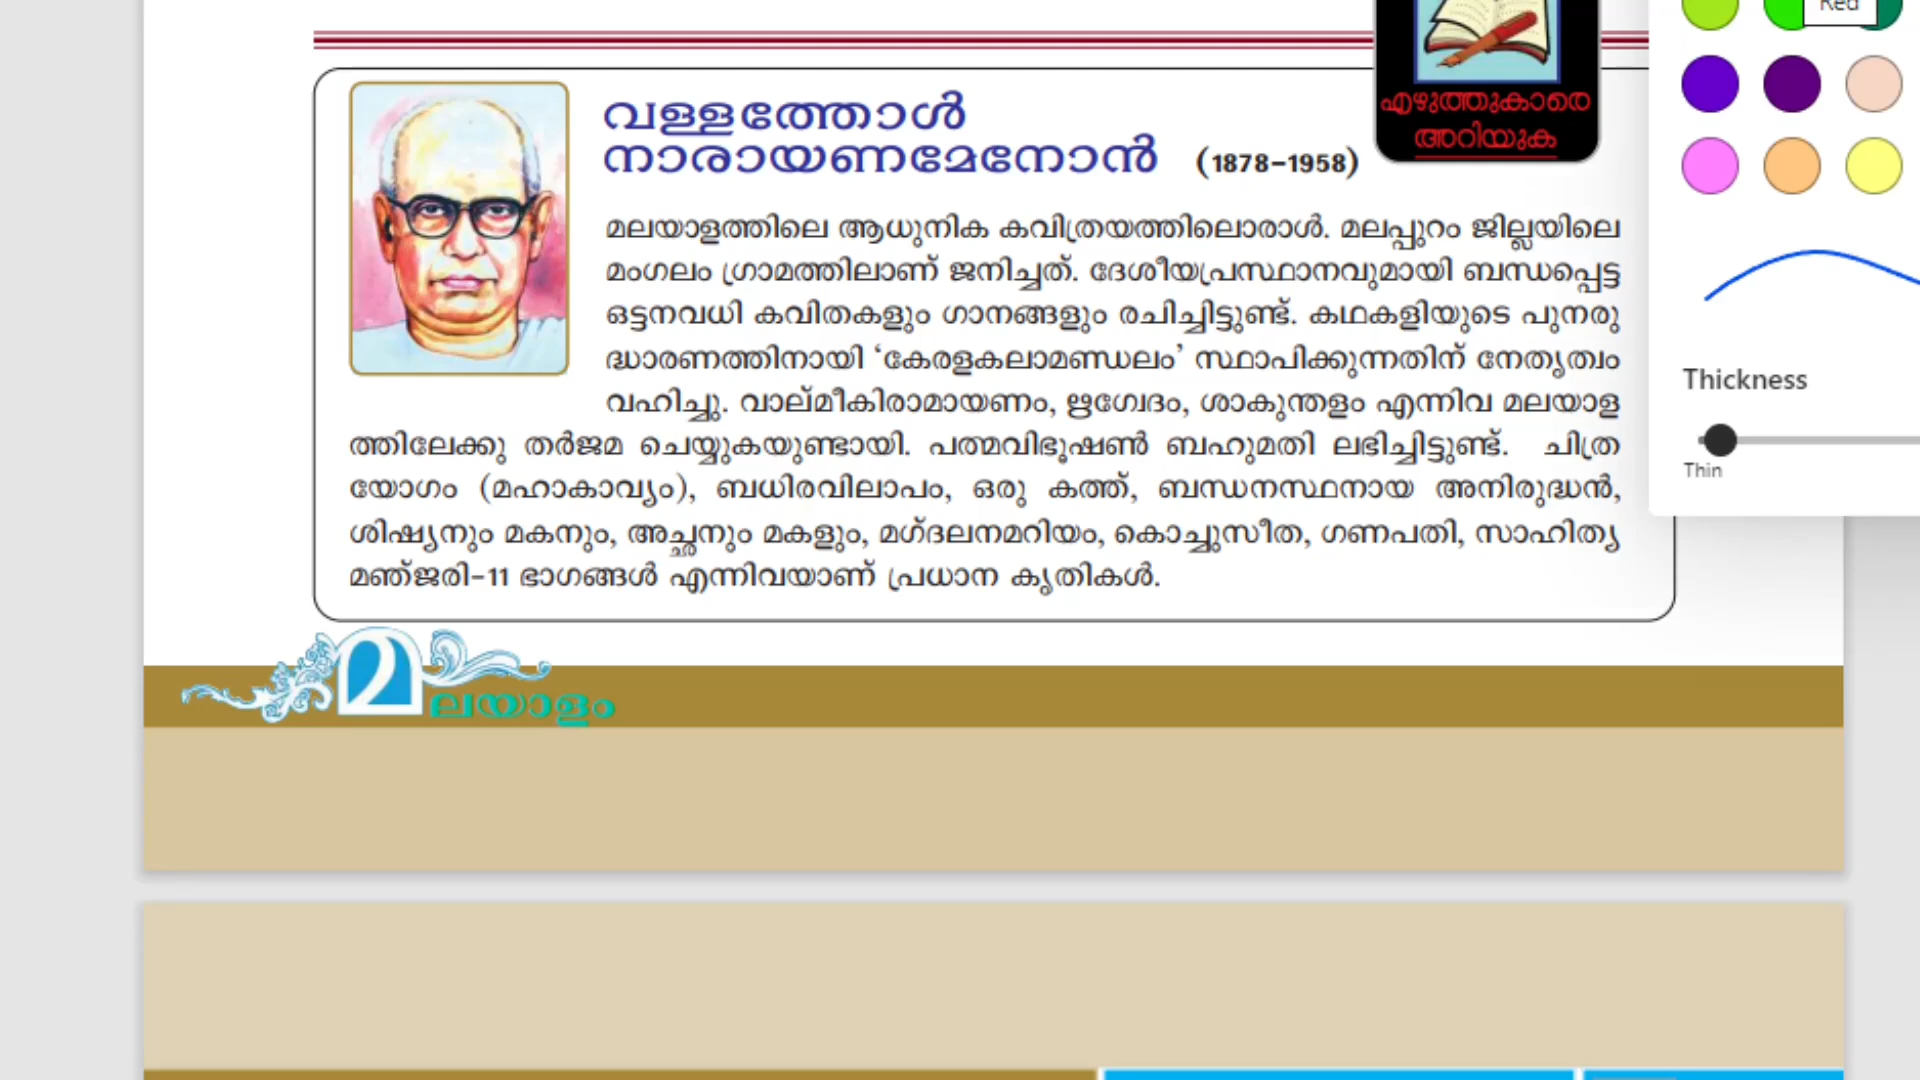 Red
എഴുത്തുകാരെ
അറിയുക
വള്ളത്തോൾ
നാരായണമേനോൻ (1878-1958)
മലയാളത്തിലെ ആധുനിക കവിത്രയത്തിലൊരാൾ. മലപ്പുറം ജില്ലയിലെ
മംഗലം ഗ്രാമത്തിലാണ് ജനിച്ചത്. ദേശീയപ്രസ്ഥാനവുമായി ബന്ധപ്പെട്ട
ഒട്ടനവധി കവിതകളും ഗാനങ്ങളും രചിച്ചിട്ടുണ്ട്. കഥകളിയുടെ പുനരു
ദ്ധാരണത്തിനായി ‘കേരളകലാമണ്ഡലം’ സ്ഥാപിക്കുന്നതിന് നേതൃത്വം
വഹിച്ചു. വാല്മീകിരാമായണം, ഋഗ്വേദം, ശാകുന്തളം എന്നിവ മലയാള
ത്തിലേക്കു തർജമ ചെയ്യുകയുണ്ടായി. പത്മവിഭൂഷൺ ബഹുമതി ലഭിച്ചിട്ടുണ്ട്. ചിത്ര
യോഗം (മഹാകാവ്യം), ബധിരവിലാപം, ഒരു കത്ത്, ബന്ധനസ്ഥനായ അനിരുദ്ധൻ,
ശിഷ്യനും മകനും, അച്ഛനും മകളും, മഗ്ദലനമറിയം, കൊച്ചുസീത, ഗണപതി, സാഹിത്യ
മഞ്ജരി-11 ഭാഗങ്ങൾ എന്നിവയാണ് പ്രധാന കൃതികൾ.
Thickness
Thin
മലയാളം